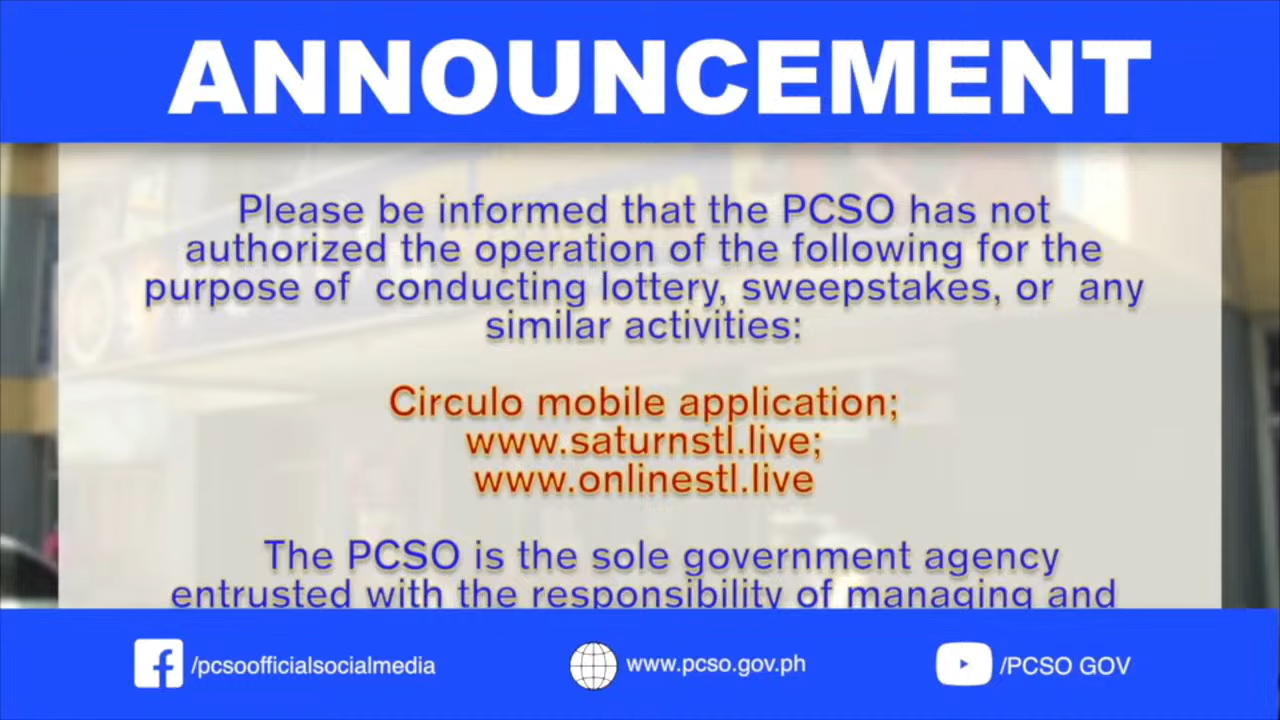 ANNOUNCEMENT
Please be informed that the PCSO has not
authorized the operation of the following for the
purpose of conducting lottery, sweepstakes, or any
similar activities:
Circulo mobile application;
www.saturnstl.live;
www.onlinestl.live
The PCSO is the sole government agency
entrusted with the responsibility of managing and
/pcsoofficialsocialmedia
www.pcso.gov.ph
/PCSO GOV